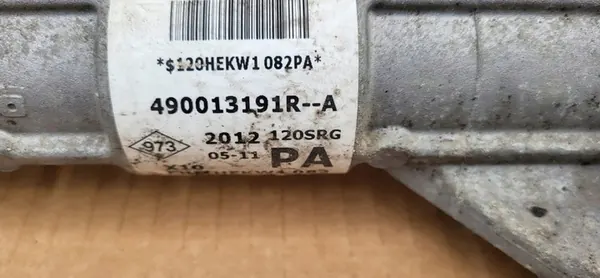 *$120HEKW1 082PA*
490013191R--A
973
2012 120SRG
05-11 PA